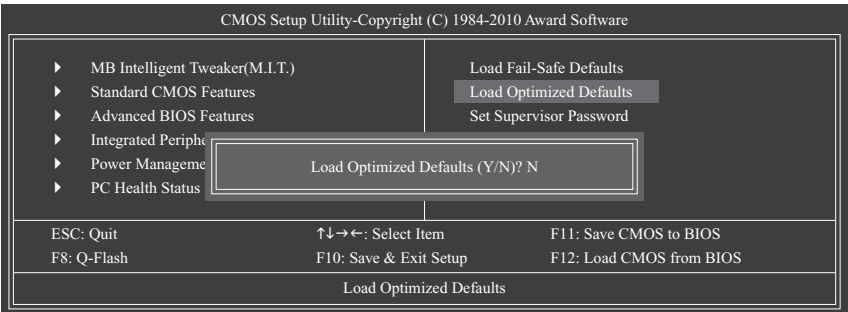 CMOS Setup Utility-Copyright (C) 1984-2010 Award Software
MB Intelligent Tweaker(M.I.T.)
Standard CMOS Features
Advanced BIOS Features
Integrated Periphe
Power Manageme
PC Health Status
Load Fail-Safe Defaults
Load Optimized Defaults
Set Supervisor Password
Load Optimized Defaults (Y/N)? N
ESC: Quit ↑↓→←: Select Item F11: Save CMOS to BIOS
F8: Q-Flash F10: Save & Exit Setup F12: Load CMOS from BIOS
Load Optimized Defaults